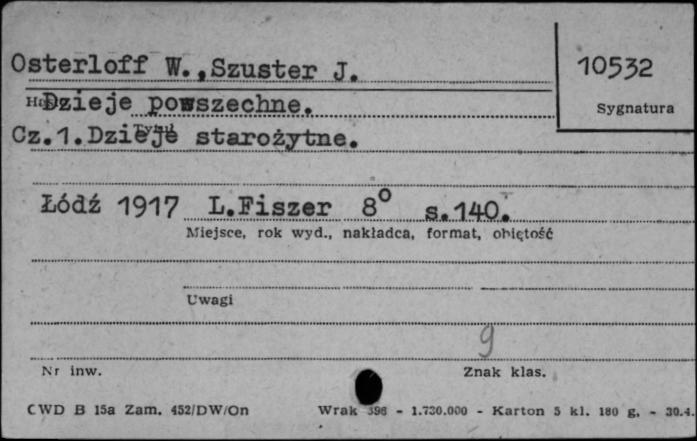 Osterloff W.,Szuster J.
10532
Sygnatura
Dzieje powszechne.
Cz.1.Dzieje starożytne.
Łódź 1917 L.Fiszer 8° s.140.
Miejsce, rok wyd., nakładca, format, objętość
Uwagi
9
Nr inw.
Znak klas.
CWD B 15a Zam. 452/DW/On
Wrak 396 - 1.730.000 - Karton 5 kl. 180 g. - 30.4.